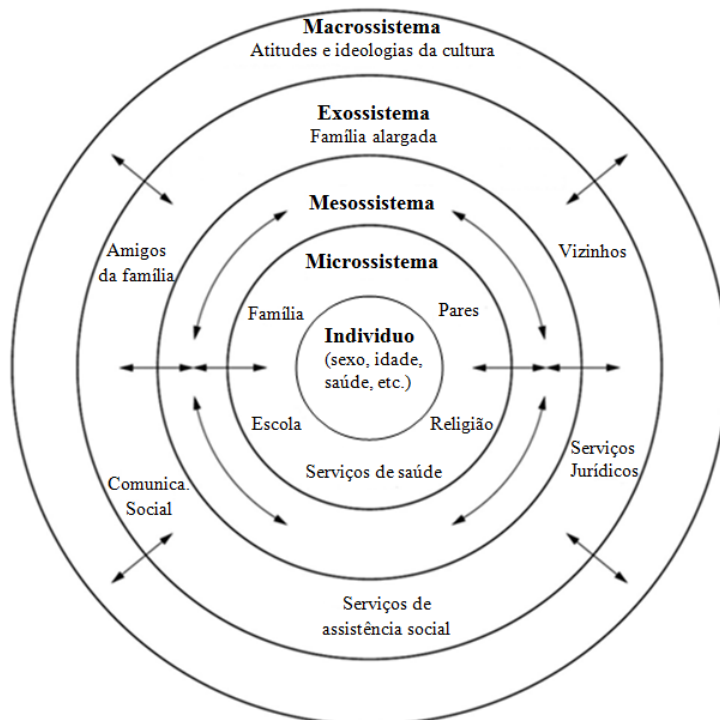 Macrossistema
Atitudes e ideologias da cultura
Exossistema
Família alargada
Mesossistema
Amigos
da família
Vizinhos
Microssistema
Família
Pares
Individuo
(sexo, idade,
saúde, etc.)
Escola
Religião
Serviços de saúde
Comunica.
Social
Serviços
Jurídicos
Serviços de
assistência social